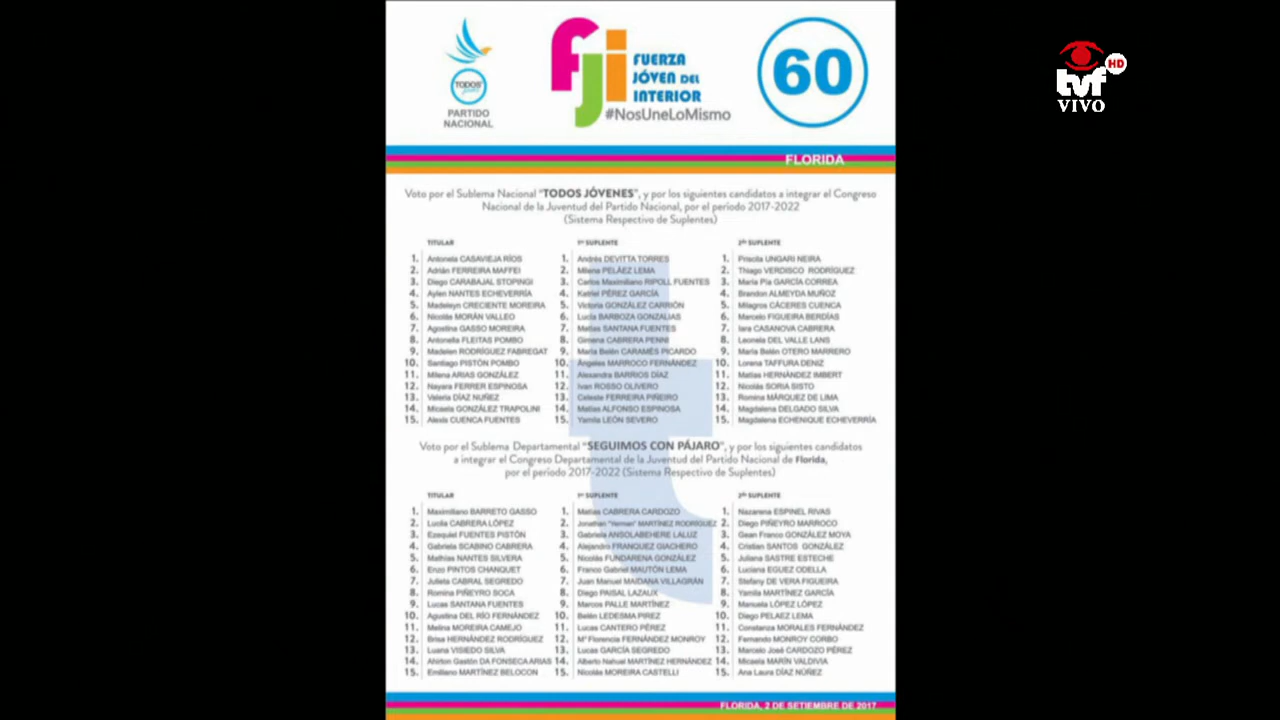 TODOS
PARTIDO
NACIONAL
fji
FUERZA
JÓVEN DEL
INTERIOR
#NosUneLoMismo
60
tvf HD
VIVO
FLORIDA
Voto por el Sublema Nacional "TODOS JÓVENES", y por los siguientes candidatos a integrar el Congreso
Nacional de la Juventud del Partido Nacional, por el período 2017-2022
(Sistema Respectivo de Suplentes)
TITULAR
1. Antonela CASAVIEJA RÍOS
2. Adrián FERREIRA MAFFEI
3. Diego CARABAJAL STOPINGI
4. Aylen NANTES ECHEVERRÍA
5. Madeleyn CRECIENTE MOREIRA
6. Nicolás MORÁN VALLEO
7. Agostina GASSO MOREIRA
8. Antonella FLEITAS POMBO
9. Madelen RODRÍGUEZ FABREGAT
10. Santiago PISTÓN POMBO
11. Milena ARIAS GONZÁLEZ
12. Nayara FERRER ESPINOSA
13. Valeria DÍAZ NUÑEZ
14. Micaela GONZÁLEZ TRAPOLINI
15. Alexis CUENCA FUENTES
1er SUPLENTE
1. Andrés DEVITTA TORRES
2. Milena PELÁEZ LEMA
3. Carlos Maximiliano RIPOLL FUENTES
4. Katriel PÉREZ GARCÍA
5. Victoria GONZÁLEZ CARRIÓN
6. Lucía BARBOZA GONZALIAS
7. Matías SANTANA FUENTES
8. Gimena CABRERA PENNI
9. María Belén CARAMÉS PICARDO
10. Ángeles MARROCO FERNÁNDEZ
11. Alexandra BARRIOS DÍAZ
12. Ivan ROSSO OLIVERO
13. Celeste FERREIRA PIÑEIRO
14. Matías ALFONSO ESPINOSA
15. Yamila LEÓN SEVERO
2do SUPLENTE
1. Priscila UNGARI NEIRA
2. Thiago VERDISCO RODRÍGUEZ
3. María Pía GARCÍA CORREA
4. Brandon ALMEYDA MUÑOZ
5. Milagros CÁCERES CUENCA
6. Marcelo FIGUEIRA BERDÍAS
7. Iara CASANOVA CABRERA
8. Leonela DEL VALLE LANS
9. María Belén OTERO MARRERO
10. Lorena TAFFURA DENIZ
11. Matías HERNÁNDEZ IMBERT
12. Nicolás SORIA SISTO
13. Romina MÁRQUEZ DE LIMA
14. Magdalena DELGADO SILVA
15. Magdalena ECHENIQUE ECHEVERRÍA
Voto por el Sublema Departamental "SEGUIMOS CON PÁJARO", y por los siguientes candidatos
a integrar el Congreso Departamental de la Juventud del Partido Nacional de Florida,
por el período 2017-2022 (Sistema Respectivo de Suplentes)
TITULAR
1. Maximiliano BARRETO GASSO
2. Lucila CABRERA LÓPEZ
3. Ezequiel FUENTES PISTÓN
4. Gabriela SCABINO CABRERA
5. Mathías NANTES SILVERA
6. Enzo PINTOS CHANQUET
7. Julieta CABRAL SEGREDO
8. Romina PIÑEYRO SOCA
9. Lucas SANTANA FUENTES
10. Agustina DEL RÍO FERNÁNDEZ
11. Melina MOREIRA CAMEJO
12. Brisa HERNÁNDEZ RODRÍGUEZ
13. Luana VISIEDO SILVA
14. Ahirton Gastón DA FONSECA ARIAS
15. Emiliano MARTÍNEZ BELOCON
1er SUPLENTE
1. Matías CABRERA CARDOZO
2. Jonathan "Yerman" MARTÍNEZ RODRÍGUEZ
3. Gabriela ANSOLABEHERE LALUZ
4. Alejandro FRANQUEZ GIACHERO
5. Nicolás FUNDARENA GONZÁLEZ
6. Franco Gabriel MAUTÓN LEMA
7. Juan Manuel MAIDANA VILLAGRÁN
8. Diego PAISAL LAZAUX
9. Marcos PALLE MARTÍNEZ
10. Belén LEDESMA PIREZ
11. Lucas CANTERO PÉREZ
12. Mª Florencia FERNÁNDEZ MONROY
13. Lucas GARCÍA SEGREDO
14. Alberto Nahuel MARTÍNEZ HERNÁNDEZ
15. Nicolás MOREIRA CASTELLI
2do SUPLENTE
1. Nazarena ESPINEL RIVAS
2. Diego PIÑEYRO MARROCO
3. Gean Franco GONZÁLEZ MOYA
4. Cristian SANTOS GONZÁLEZ
5. Juliana SASTRE ESTECHE
6. Luciana EGUEZ ODELLA
7. Stefany DE VERA FIGUEIRA
8. Yamila MARTÍNEZ GARCÍA
9. Manuela LÓPEZ LÓPEZ
10. Diego PELAEZ LEMA
11. Constanza MORALES FERNÁNDEZ
12. Fernando MONROY CORBO
13. Marcelo José CARDOZO PÉREZ
14. Micaela MARÍN VALDIVIA
15. Ana Laura DÍAZ NÚÑEZ
FLORIDA, 2 DE SETIEMBRE DE 2017